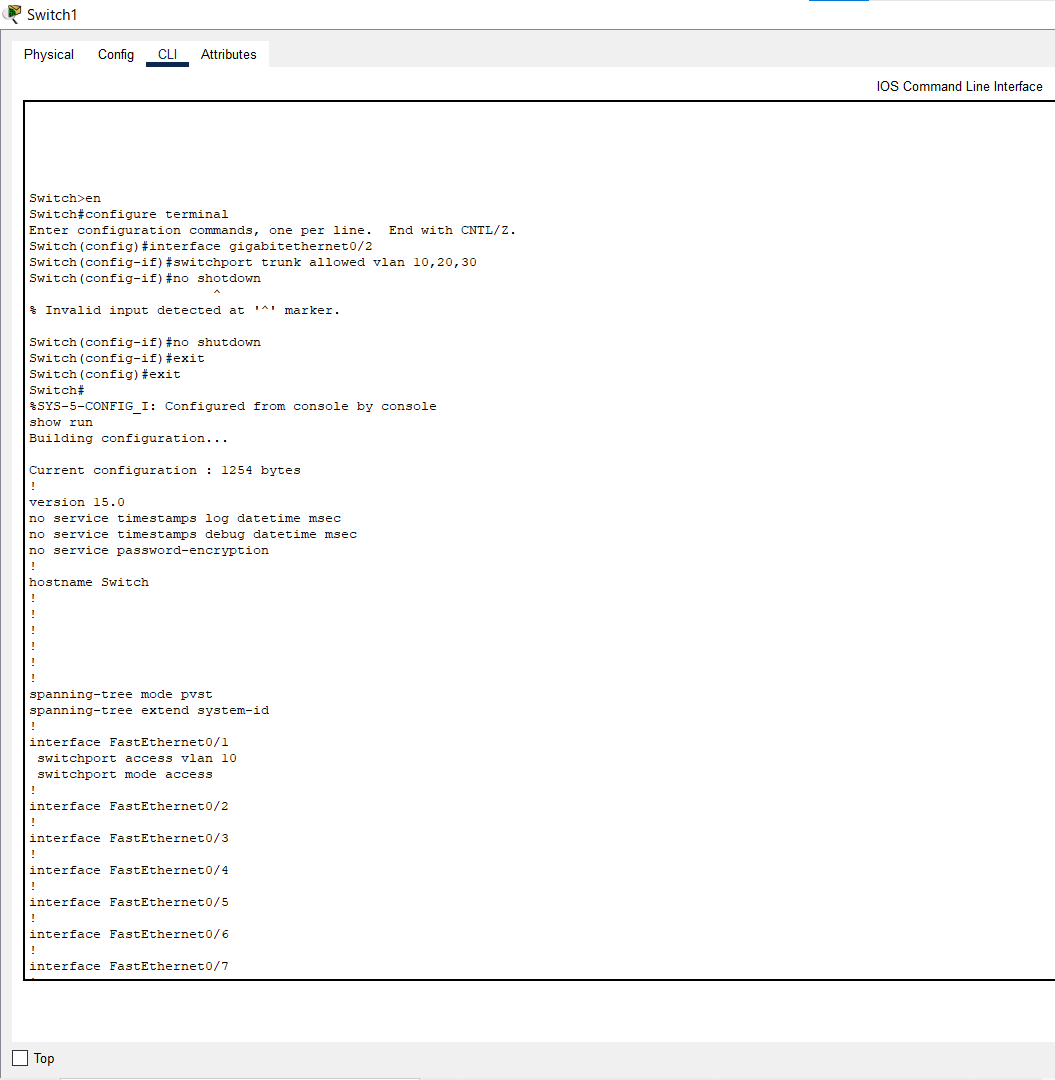 Switch1
Physical Config CLI Attributes
IOS Command Line Interface
Switch>en
Switch#configure terminal
Enter configuration commands, one per line.  End with CNTL/Z.
Switch(config)#interface gigabitethernet0/2
Switch(config-if)#switchport trunk allowed vlan 10,20,30
Switch(config-if)#no shotdown
^
% Invalid input detected at '^' marker.
Switch(config-if)#no shutdown
Switch(config-if)#exit
Switch(config)#exit
Switch#
%SYS-5-CONFIG_I: Configured from console by console
show run
Building configuration...
Current configuration : 1254 bytes
!
version 15.0
no service timestamps log datetime msec
no service timestamps debug datetime msec
no service password-encryption
!
hostname Switch
!
!
!
!
!
!
spanning-tree mode pvst
spanning-tree extend system-id
!
interface FastEthernet0/1
switchport access vlan 10
switchport mode access
!
interface FastEthernet0/2
!
interface FastEthernet0/3
!
interface FastEthernet0/4
!
interface FastEthernet0/5
!
interface FastEthernet0/6
!
interface FastEthernet0/7
Top